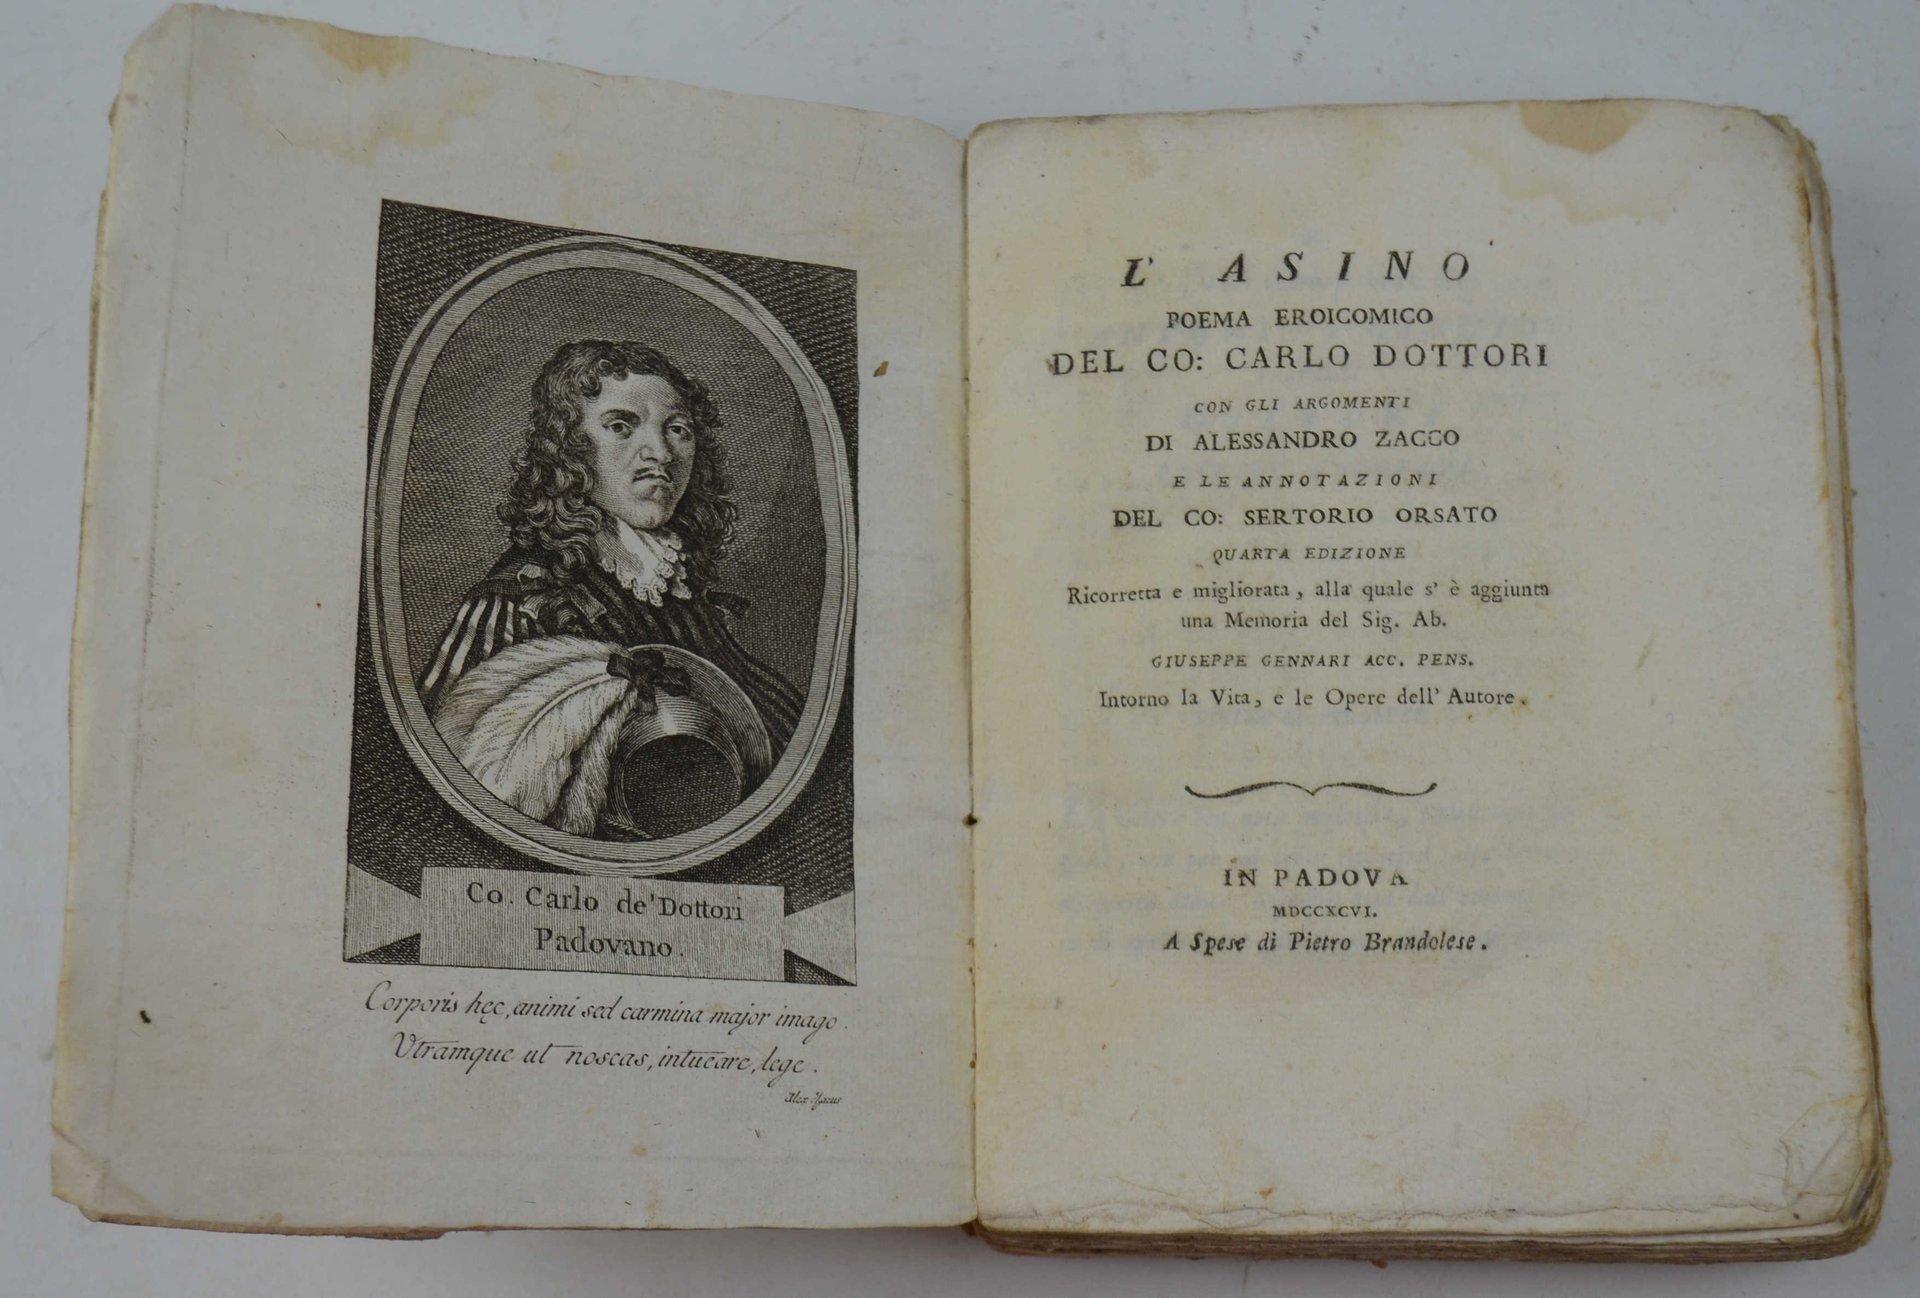 Co. Carlo de' Dottori
Padovano.
Corporis hęc, animi sed carmina major imago.
Vtramque ut noscas, intueare, lege.
L' ASINO
POEMA EROICOMICO
DEL CO: CARLO DOTTORI
CON GLI ARGOMENTI
DI ALESSANDRO ZACCO
E LE ANNOTAZIONI
DEL CO: SERTORIO ORSATO
QUARTA EDIZIONE
Ricorretta e migliorata, alla quale s' è aggiunta
una Memoria del Sig. Ab.
GIUSEPPE GENNARI ACC. PENS.
Intorno la Vita, e le Opere dell' Autore.
IN PADOVA
MDCCXCVI.
A Spese di Pietro Brandolese.